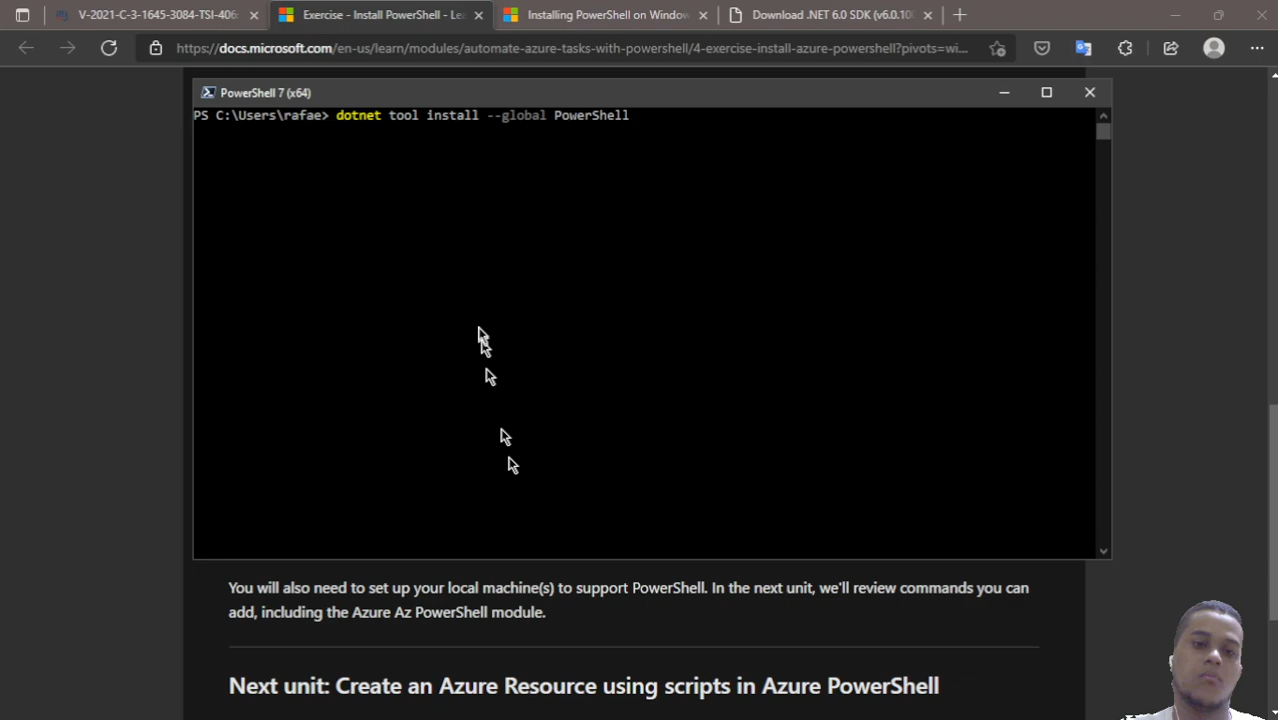 V-2021-C-3-1645-3084-TSI-406
Exercise - Install PowerShell - Lea
Installing PowerShell on Window
Download .NET 6.0 SDK (v6.0.10
https://docs.microsoft.com/en-us/learn/modules/automate-azure-tasks-with-powershell/4-exercise-install-azure-powershell?pivots=wi...
PowerShell 7 (x64)
PS C:\Users\rafae> dotnet tool install --global PowerShell
You will also need to set up your local machine(s) to support PowerShell. In the next unit, we'll review commands you can
add, including the Azure Az PowerShell module.
Next unit: Create an Azure Resource using scripts in Azure PowerShell